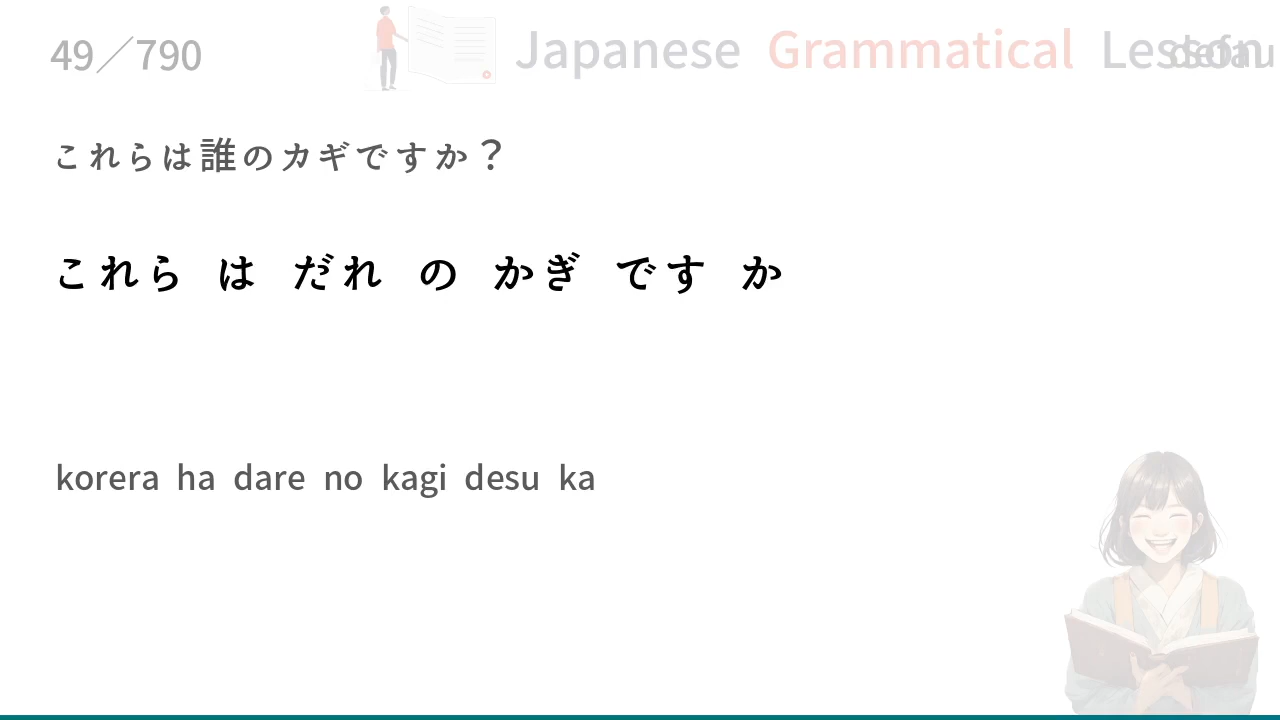 49／790
Japanese Grammatical Lesson
これらは誰のカギですか？
これら は だれ の かぎ です か
korera ha dare no kagi desu ka